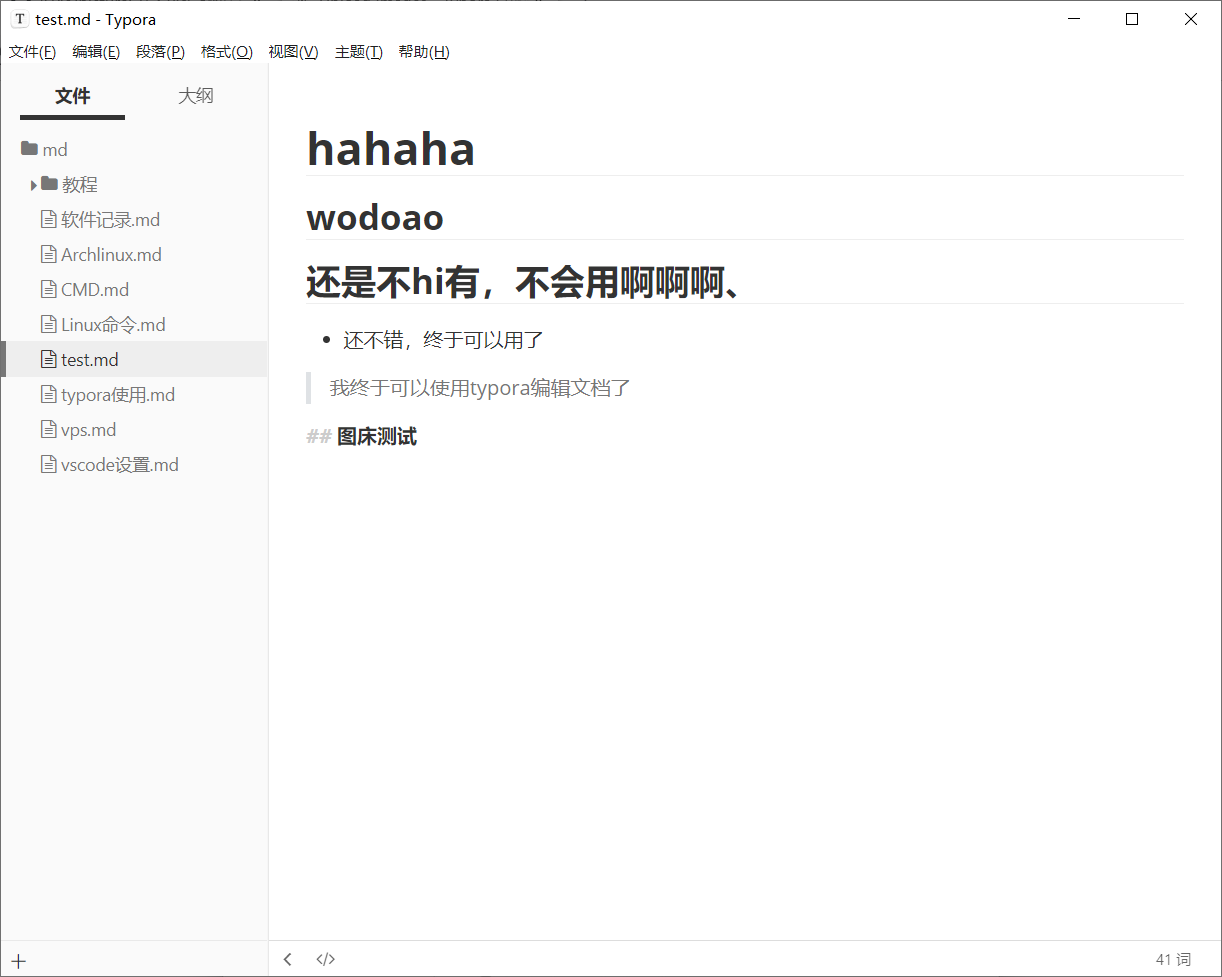 T test.md - Typora
文件(F) 编辑(E) 段落(P) 格式(O) 视图(V) 主题(T) 帮助(H)
文件 大纲
md
教程
软件记录.md
Archlinux.md
CMD.md
Linux命令.md
test.md
typora使用.md
vps.md
vscode设置.md
hahaha
wodoao
还是不hi有，不会用啊啊啊、
还不错，终于可以用了
我终于可以使用typora编辑文档了
## 图床测试
41 词